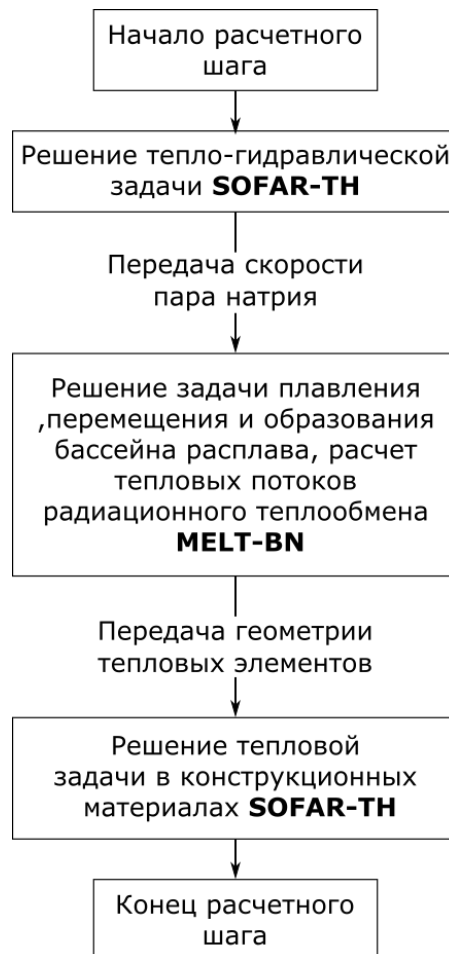 Начало расчетного
шага
Решение тепло-гидравлической
задачи SOFAR-TH
Передача скорости
пара натрия
Решение задачи плавления
,перемещения и образования
бассейна расплава, расчет
тепловых потоков
радиационного теплообмена
MELT-BN
Передача геометрии
тепловых элементов
Решение тепловой
задачи в конструкционных
материалах SOFAR-TH
Конец расчетного
шага